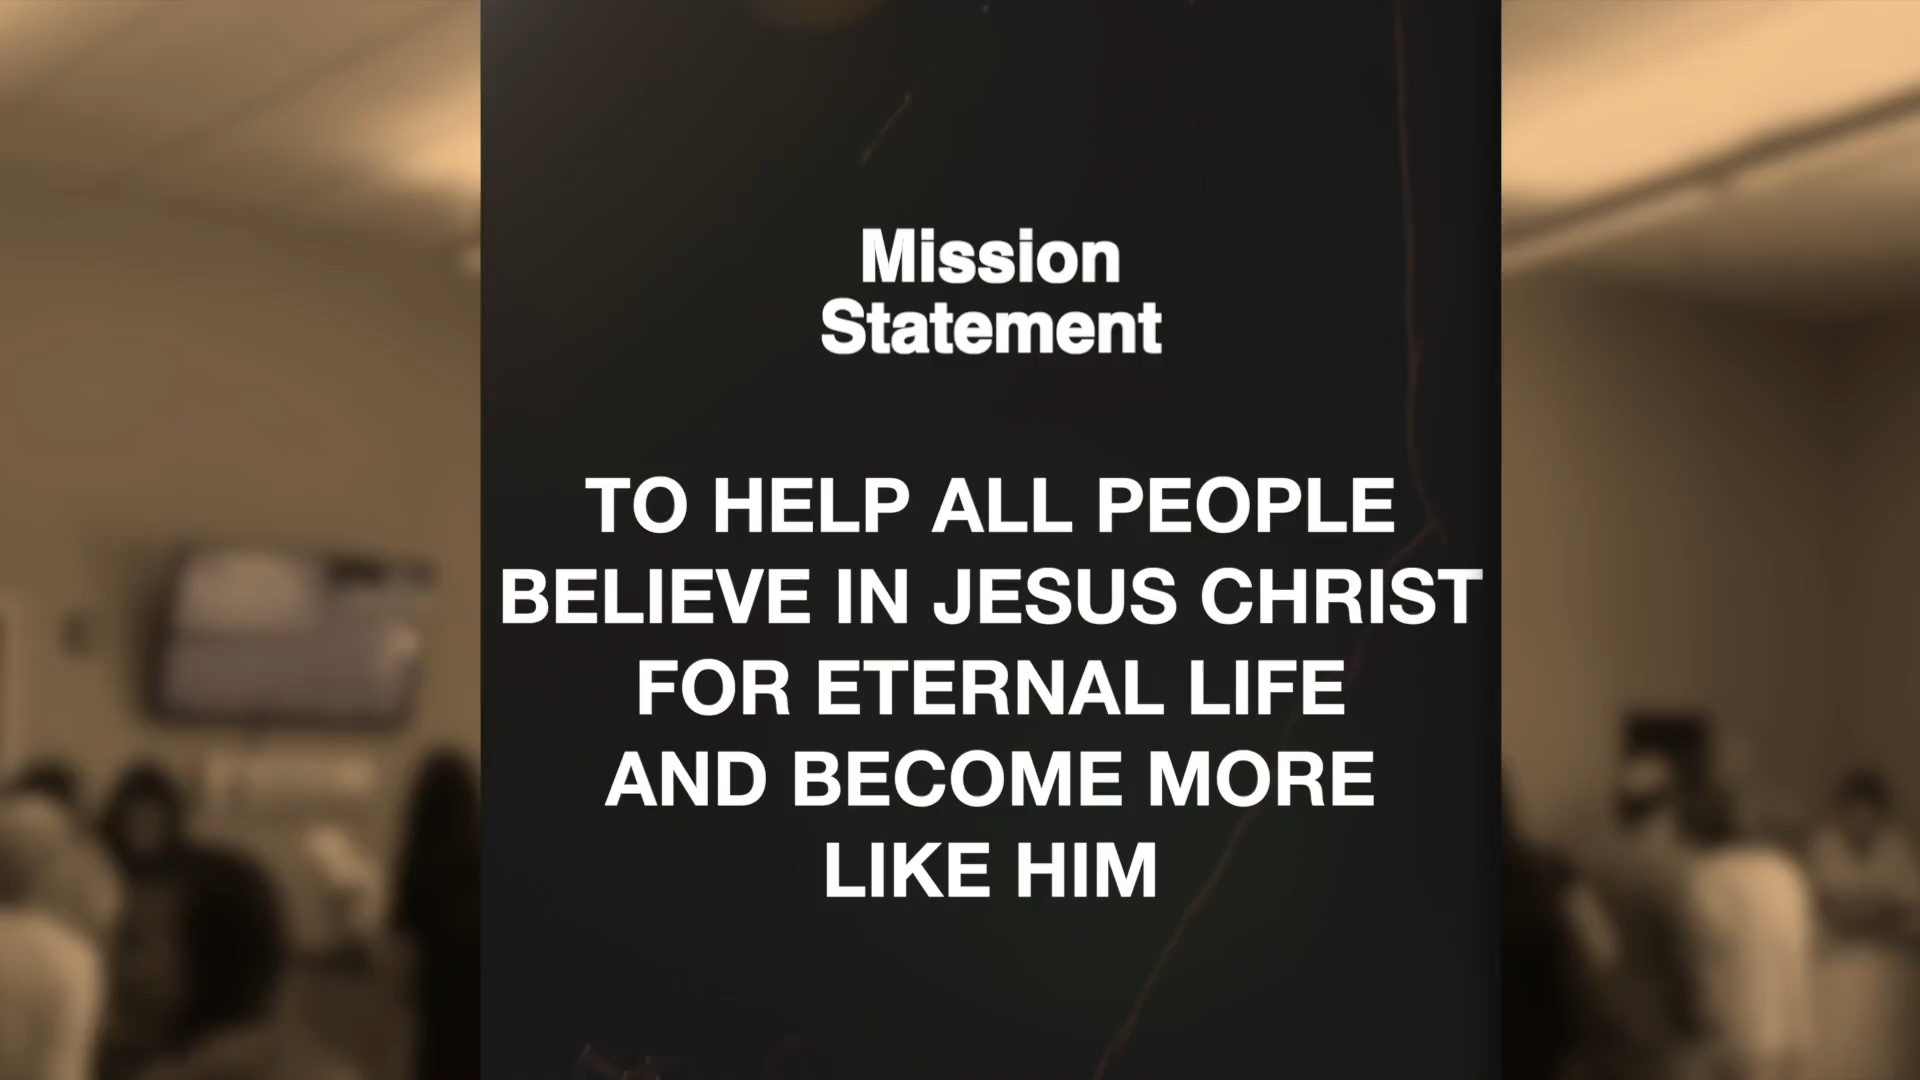 Mission
Statement
TO HELP ALL PEOPLE
BELIEVE IN JESUS CHRIST
FOR ETERNAL LIFE
AND BECOME MORE
LIKE HIM